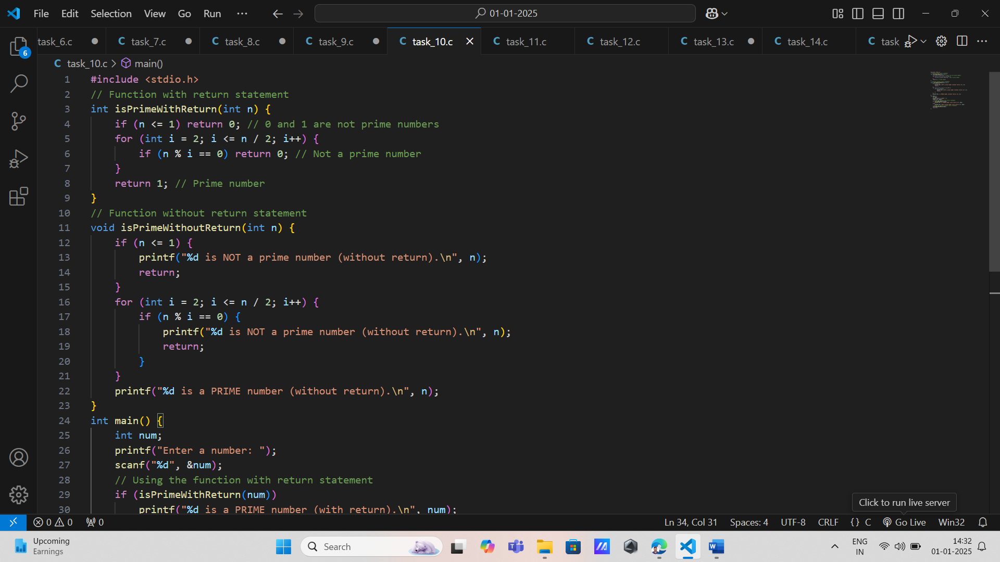 File Edit Selection View Go Run ... 01-01-2025
task_6.c C task_7.c C task_8.c C task_9.c C task_10.c C task_11.c C task_12.c C task_13.c C task_14.c C task
C task_10.c > main()
6
1 #include <stdio.h>
2 // Function with return statement
3 int isPrimeWithReturn(int n) {
4 if (n <= 1) return 0; // 0 and 1 are not prime numbers
5 for (int i = 2; i <= n / 2; i++) {
6 if (n % i == 0) return 0; // Not a prime number
7 }
8 return 1; // Prime number
9 }
10 // Function without return statement
11 void isPrimeWithoutReturn(int n) {
12 if (n <= 1) {
13 printf("%d is NOT a prime number (without return).\n", n);
14 return;
15 }
16 for (int i = 2; i <= n / 2; i++) {
17 if (n % i == 0) {
18 printf("%d is NOT a prime number (without return).\n", n);
19 return;
20 }
21 }
22 printf("%d is a PRIME number (without return).\n", n);
23 }
24 int main() {
25 int num;
26 printf("Enter a number: ");
27 scanf("%d", &num);
28 // Using the function with return statement
29 if (isPrimeWithReturn(num))
30 printf("%d is a PRIME number (with return).\n", num);
Click to run live server
0 0 0 Ln 34, Col 31 Spaces: 4 UTF-8 CRLF {} C Go Live Win32
Upcoming
Earnings
Search
ENG
IN
14:32
01-01-2025